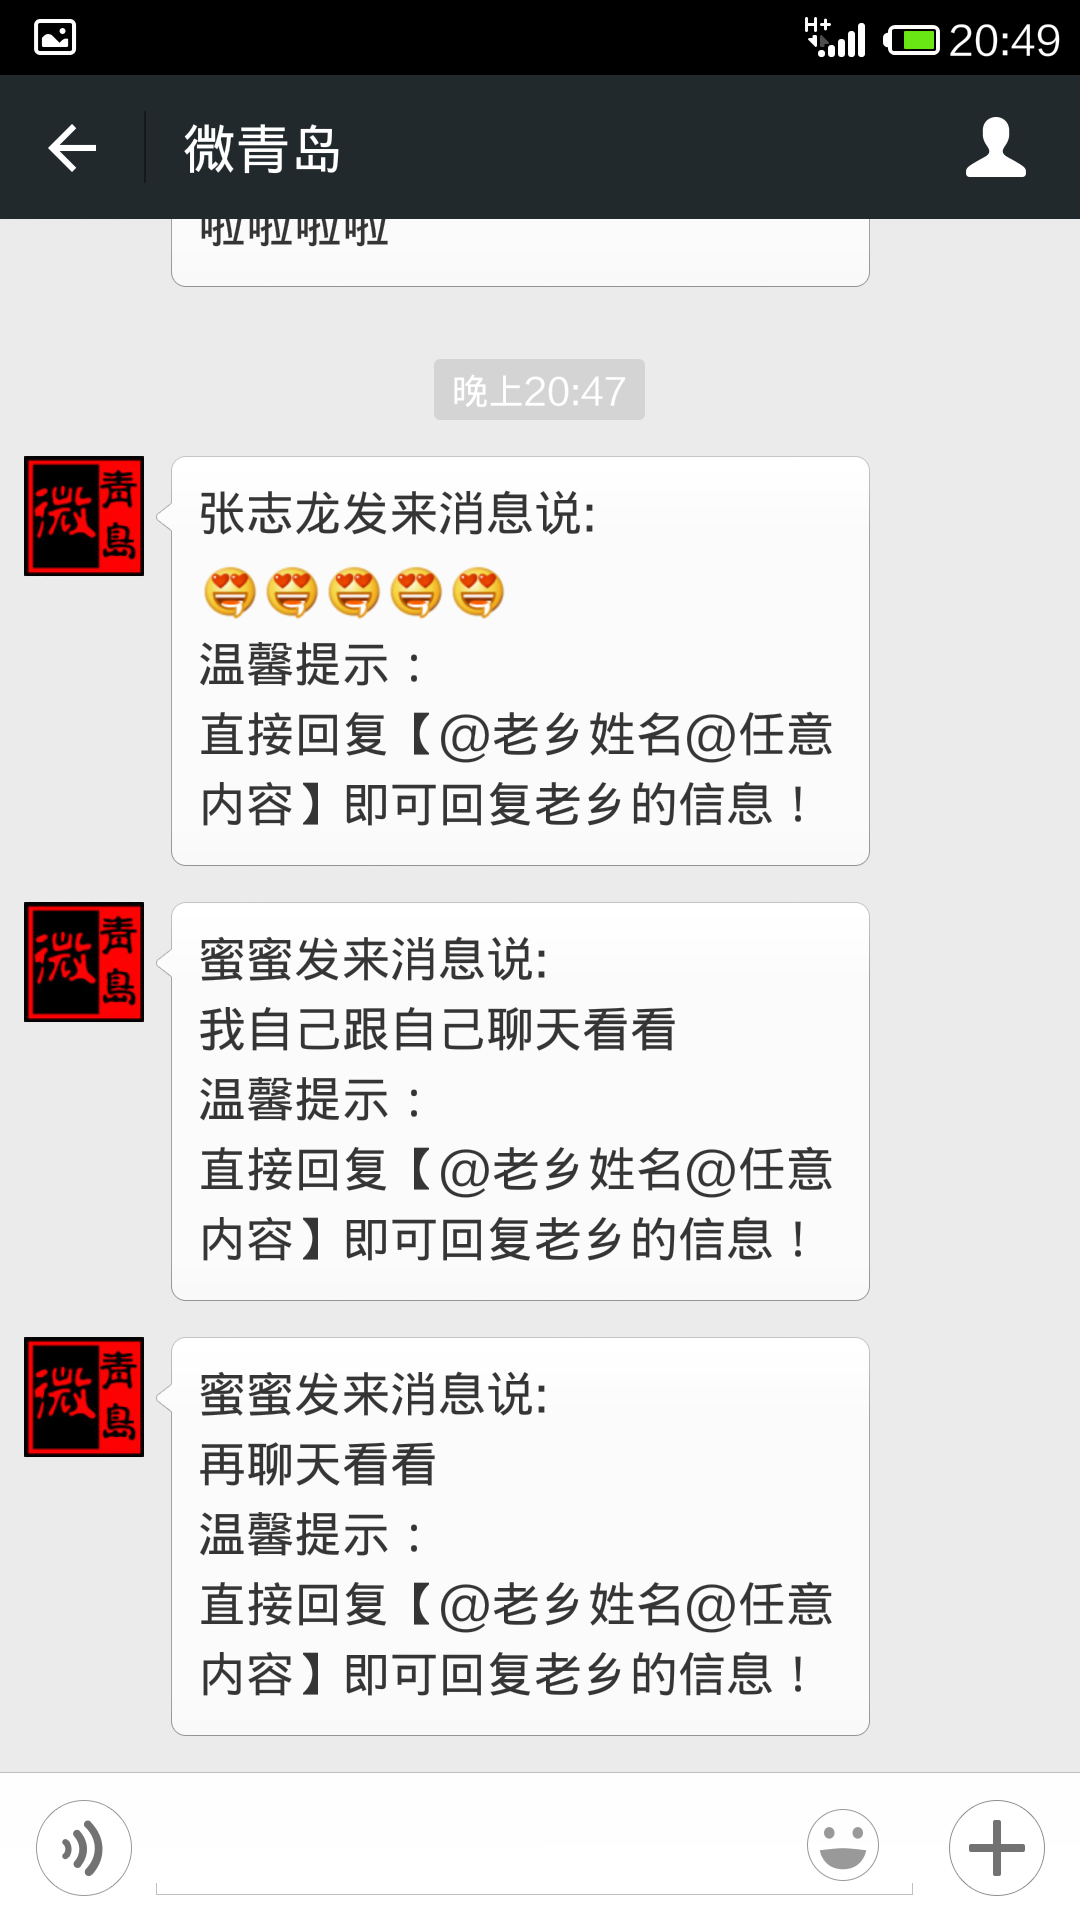 H+
20:49
微青岛
啦啦啦啦
晚上20:47
微
青
島
张志龙发来消息说:
温馨提示：
直接回复【@老乡姓名@任意
内容】即可回复老乡的信息！
微
青
島
蜜蜜发来消息说:
我自己跟自己聊天看看
温馨提示：
直接回复【@老乡姓名@任意
内容】即可回复老乡的信息！
微
青
島
蜜蜜发来消息说:
再聊天看看
温馨提示：
直接回复【@老乡姓名@任意
内容】即可回复老乡的信息！